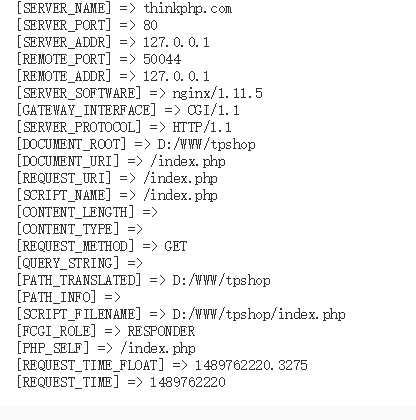 [SERVER_NAME] => thinkphp.com
[SERVER_PORT] => 80
[SERVER_ADDR] => 127.0.0.1
[REMOTE_PORT] => 50044
[REMOTE_ADDR] => 127.0.0.1
[SERVER_SOFTWARE] => nginx/1.11.5
[GATEWAY_INTERFACE] => CGI/1.1
[SERVER_PROTOCOL] => HTTP/1.1
[DOCUMENT_ROOT] => D:/WWW/tpshop
[DOCUMENT_URI] => /index.php
[REQUEST_URI] => /index.php
[SCRIPT_NAME] => /index.php
[CONTENT_LENGTH] =>
[CONTENT_TYPE] =>
[REQUEST_METHOD] => GET
[QUERY_STRING] =>
[PATH_TRANSLATED] => D:/WWW/tpshop
[PATH_INFO] =>
[SCRIPT_FILENAME] => D:/WWW/tpshop/index.php
[FCGI_ROLE] => RESPONDER
[PHP_SELF] => /index.php
[REQUEST_TIME_FLOAT] => 1489762220.3275
[REQUEST_TIME] => 1489762220